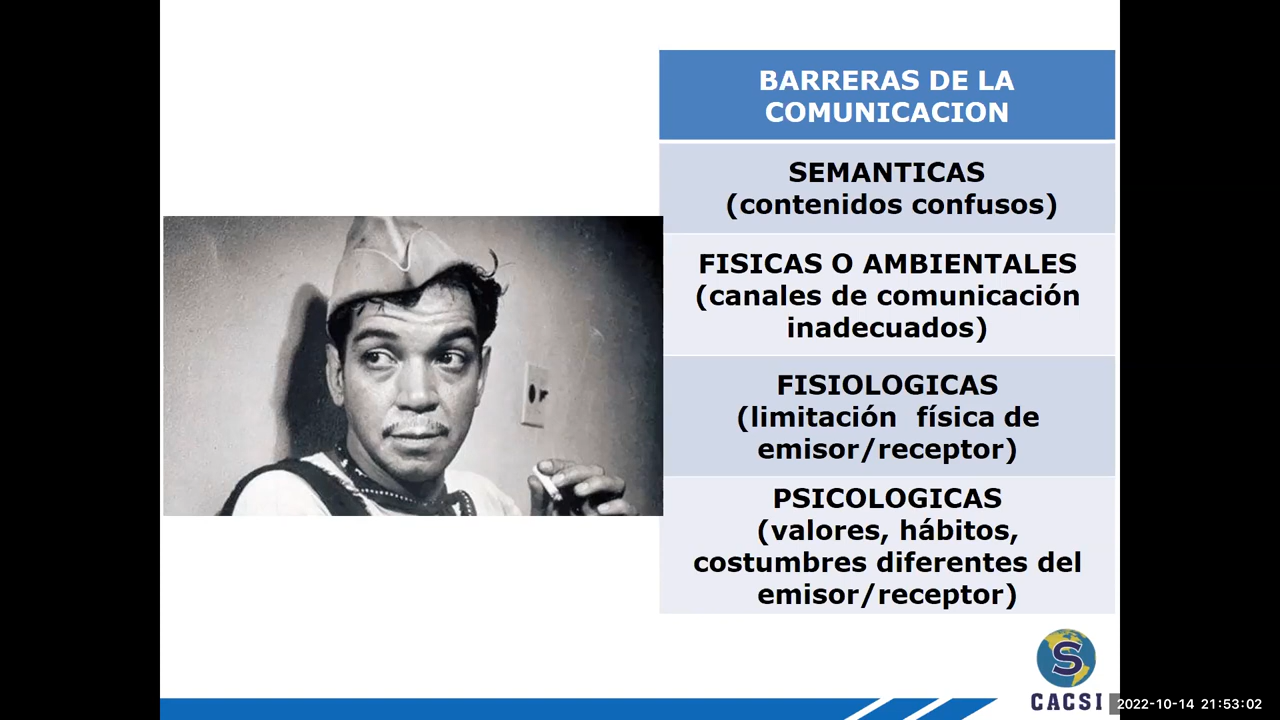 BARRERAS DE LA
COMUNICACION
SEMANTICAS
(contenidos confusos)
FISICAS O AMBIENTALES
(canales de comunicación
inadecuados)
FISIOLOGICAS
(limitación  física de
emisor/receptor)
PSICOLOGICAS
(valores, hábitos,
costumbres diferentes del
emisor/receptor)
S
CACSI
2022-10-14 21:53:02